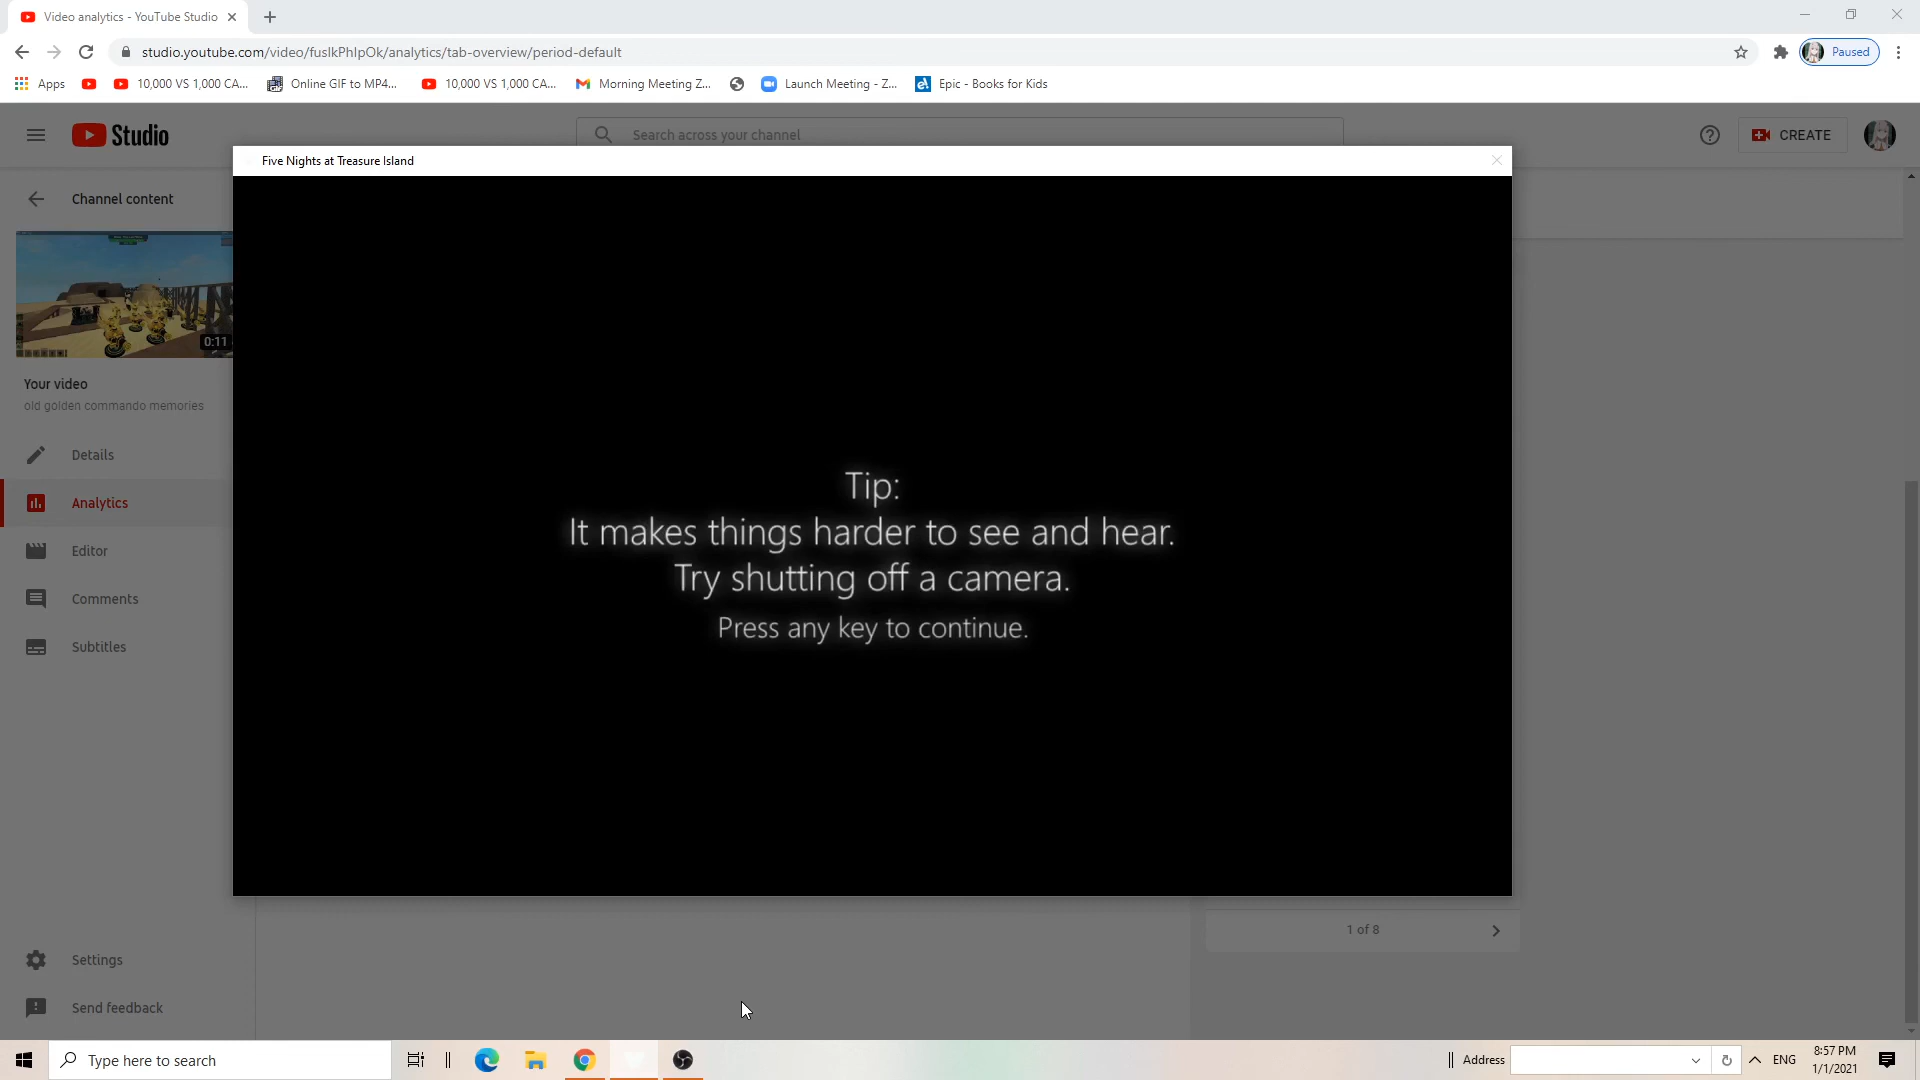 Video analytics - YouTube Studio
studio.youtube.com/video/fuslkPhIpOk/analytics/tab-overview/period-default
Paused
Apps
10,000 VS 1,000 CA...
Online GIF to MP4...
10,000 VS 1,000 CA...
Morning Meeting Z...
Launch Meeting - Z...
Epic - Books for Kids
Studio
Search across your channel
CREATE
Five Nights at Treasure Island
Channel content
0:11
Your video
old golden commando memories
Details
Analytics
Editor
Comments
Subtitles
Tip:
It makes things harder to see and hear.
Try shutting off a camera.
Press any key to continue.
1 of 8
Settings
Send feedback
Type here to search
Address
ENG
8:57 PM
1/1/2021